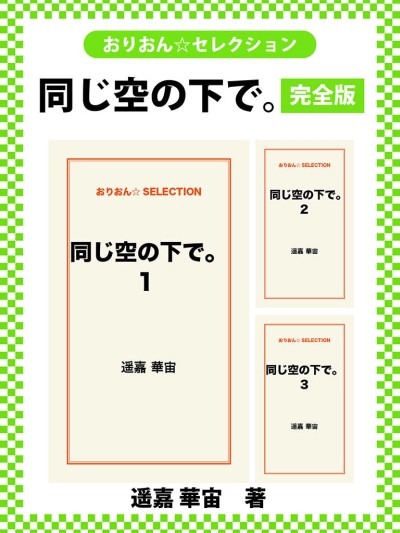 おりおん☆セレクション
同じ空の下で。 完全版
おりおん☆ SELECTION
同じ空の下で。
1
遥嘉 華宙
おりおん☆ SELECTION
同じ空の下で。
2
遥嘉 華宙
おりおん☆ SELECTION
同じ空の下で。
3
遥嘉 華宙
遥嘉 華宙 著